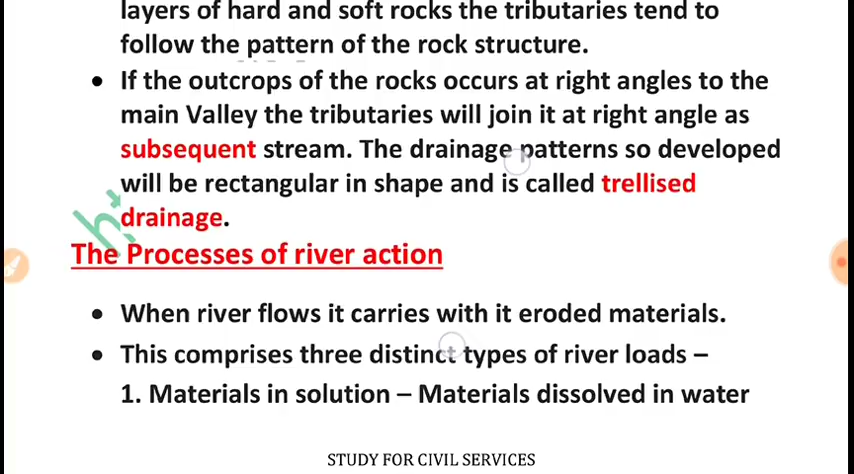 layers of hard and soft rocks the tributaries tend to
follow the pattern of the rock structure.
• If the outcrops of the rocks occurs at right angles to the
main Valley the tributaries will join it at right angle as
subsequent stream. The drainage patterns so developed
will be rectangular in shape and is called trellised
drainage.
The Processes of river action
• When river flows it carries with it eroded materials.
• This comprises three distinct types of river loads –
1. Materials in solution – Materials dissolved in water
STUDY FOR CIVIL SERVICES